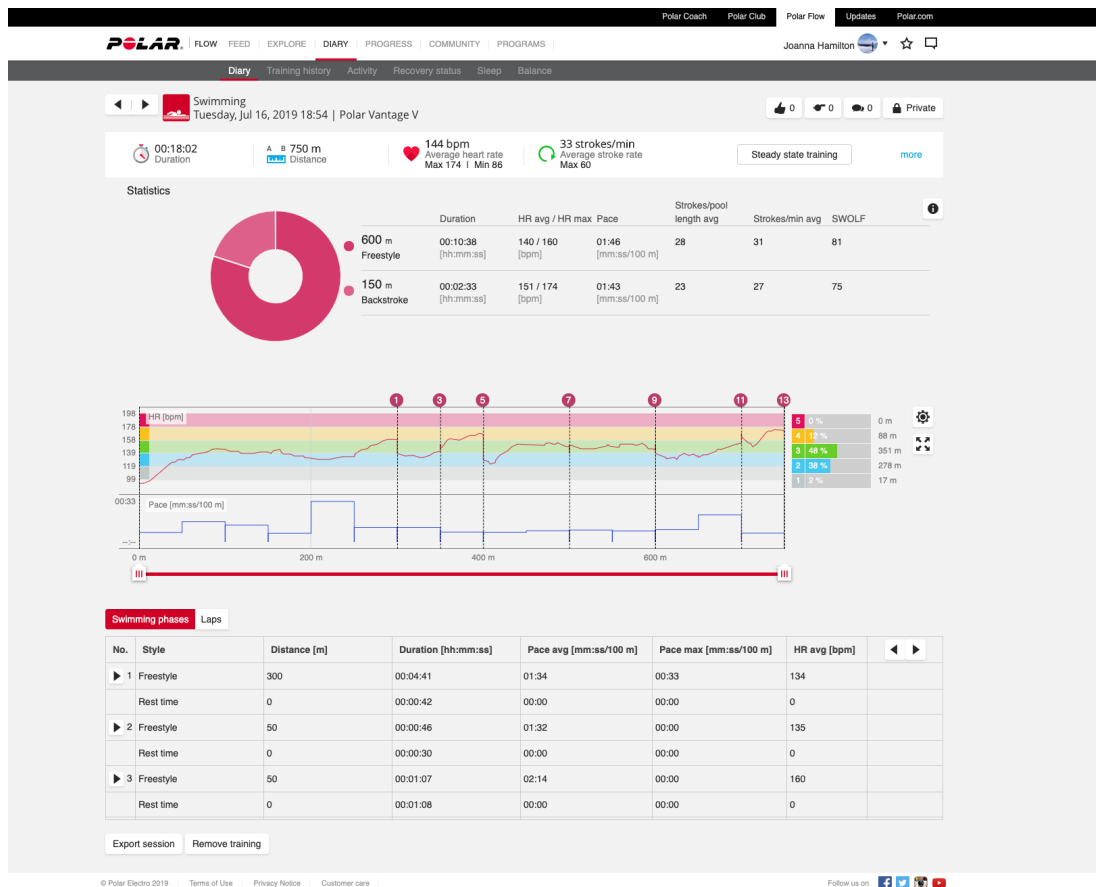 Polar Coach Polar Club Polar Flow Updates Polar.com
POLAR. FLOW FEED EXPLORE DIARY PROGRESS COMMUNITY PROGRAMS Joanna Hamilton
Diary Training history Activity Recovery status Sleep Balance
Swimming
Tuesday, Jul 16, 2019 18:54 | Polar Vantage V
0 0 0 Private
00:18:02
Duration
A B 750 m
Distance
144 bpm
Average heart rate
Max 174 | Min 86
33 strokes/min
Average stroke rate
Max 60
Steady state training
more
Statistics
Duration HR avg / HR max Pace Strokes/pool length avg Strokes/min avg SWOLF
600 m 00:10:38 140 / 160 01:46 28 31 81
Freestyle [hh:mm:ss] [bpm] [mm:ss/100 m]
150 m 00:02:33 151 / 174 01:43 23 27 75
Backstroke [hh:mm:ss] [bpm] [mm:ss/100 m]
1 3 5 7 9 11 13
HR [bpm]
198
178
158
139
119
99
5 0 % 0 m
4 12 % 88 m
3 48 % 351 m
2 38 % 278 m
1 2 % 17 m
00:33 Pace [mm:ss/100 m]
--:--
0 m 200 m 400 m 600 m
Swimming phases Laps
No. Style Distance [m] Duration [hh:mm:ss] Pace avg [mm:ss/100 m] Pace max [mm:ss/100 m] HR avg [bpm]
1 Freestyle 300 00:04:41 01:34 00:33 134
Rest time 0 00:00:42 00:00 00:00 0
2 Freestyle 50 00:00:46 01:32 00:00 135
Rest time 0 00:00:30 00:00 00:00 0
3 Freestyle 50 00:01:07 02:14 00:00 160
Rest time 0 00:01:08 00:00 00:00 0
Export session Remove training
© Polar Electro 2019 Terms of Use Privacy Notice Customer care Follow us on